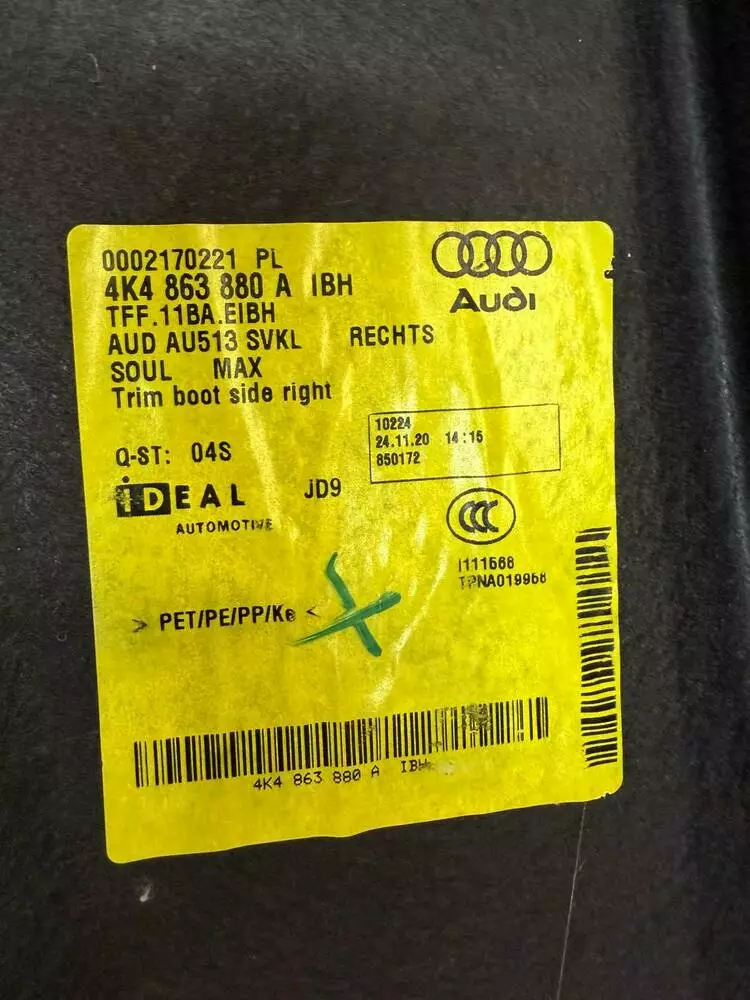 0002170221 PL
4K4 863 880 A IBH
TFF.11BA.EIBH
AUD AU513 SVKL RECHTS
SOUL MAX
Trim boot side right
Audi
10224
24.11.20 14:15
850172
Q-ST: 04S
iDEAL
AUTOMOTIVE
JD9
CCC
I111568
TPNA019958
> PET/PE/PP/Ke <
4K4 863 880 A